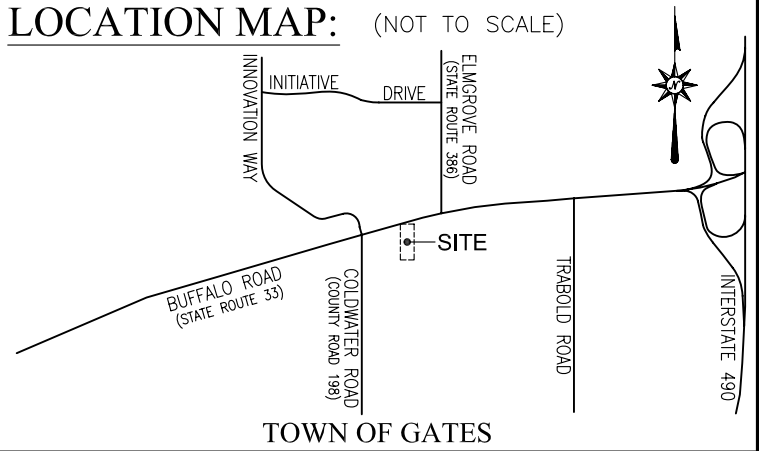 LOCATION MAP: (NOT TO SCALE)
INNOVATION WAY
INITIATIVE DRIVE
ELMGROVE ROAD
(STATE ROUTE 386)
N
SITE
BUFFALO ROAD
(STATE ROUTE 33)
COLDWATER ROAD
(COUNTY ROAD 198)
TRABOLD ROAD
INTERSTATE 490
TOWN OF GATES